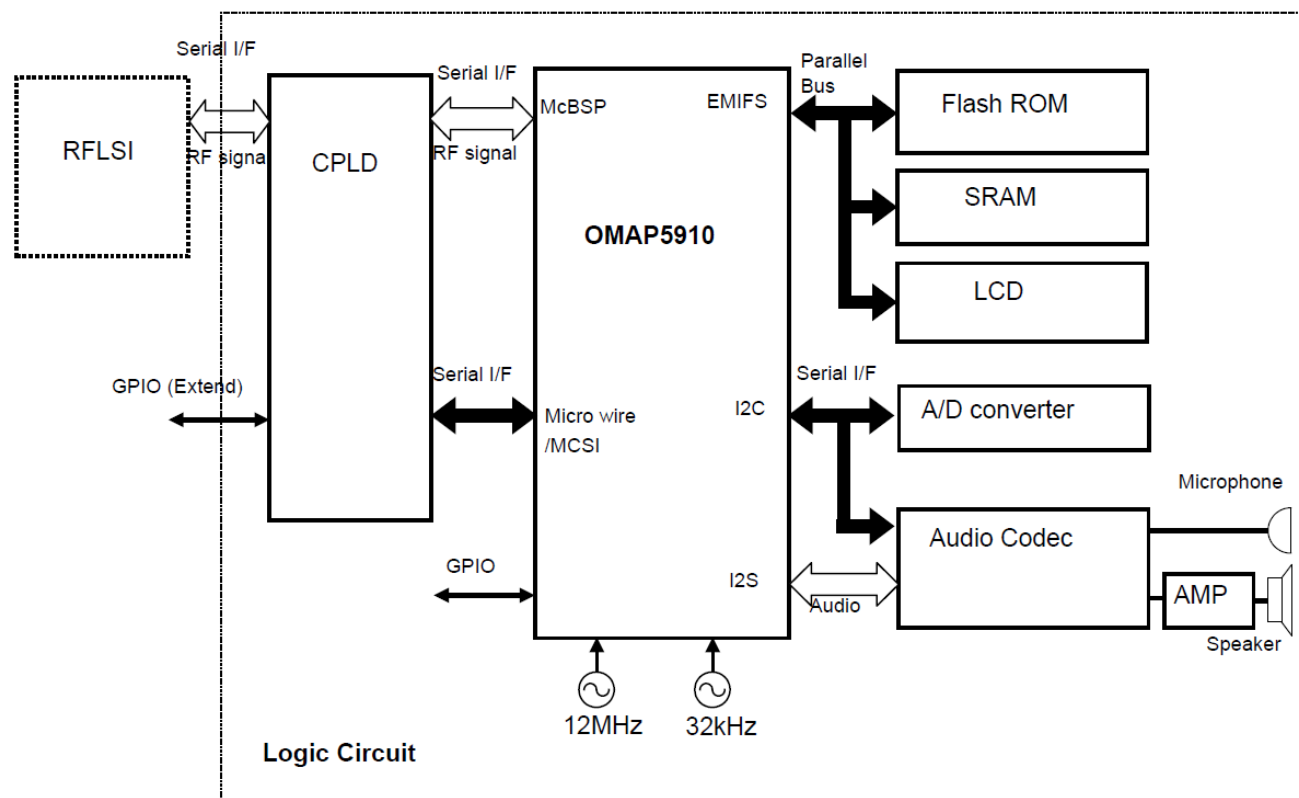 Serial I/F
RFLSI
RF signal
CPLD
Serial I/F
RF signal
McBSP
EMIFS
OMAP5910
Parallel
Bus
Flash ROM
SRAM
LCD
GPIO (Extend)
Serial I/F
Micro wire
/MCSI
I2C
Serial I/F
A/D converter
Microphone
Audio Codec
GPIO
I2S
Audio
AMP
Speaker
12MHz
32kHz
Logic Circuit